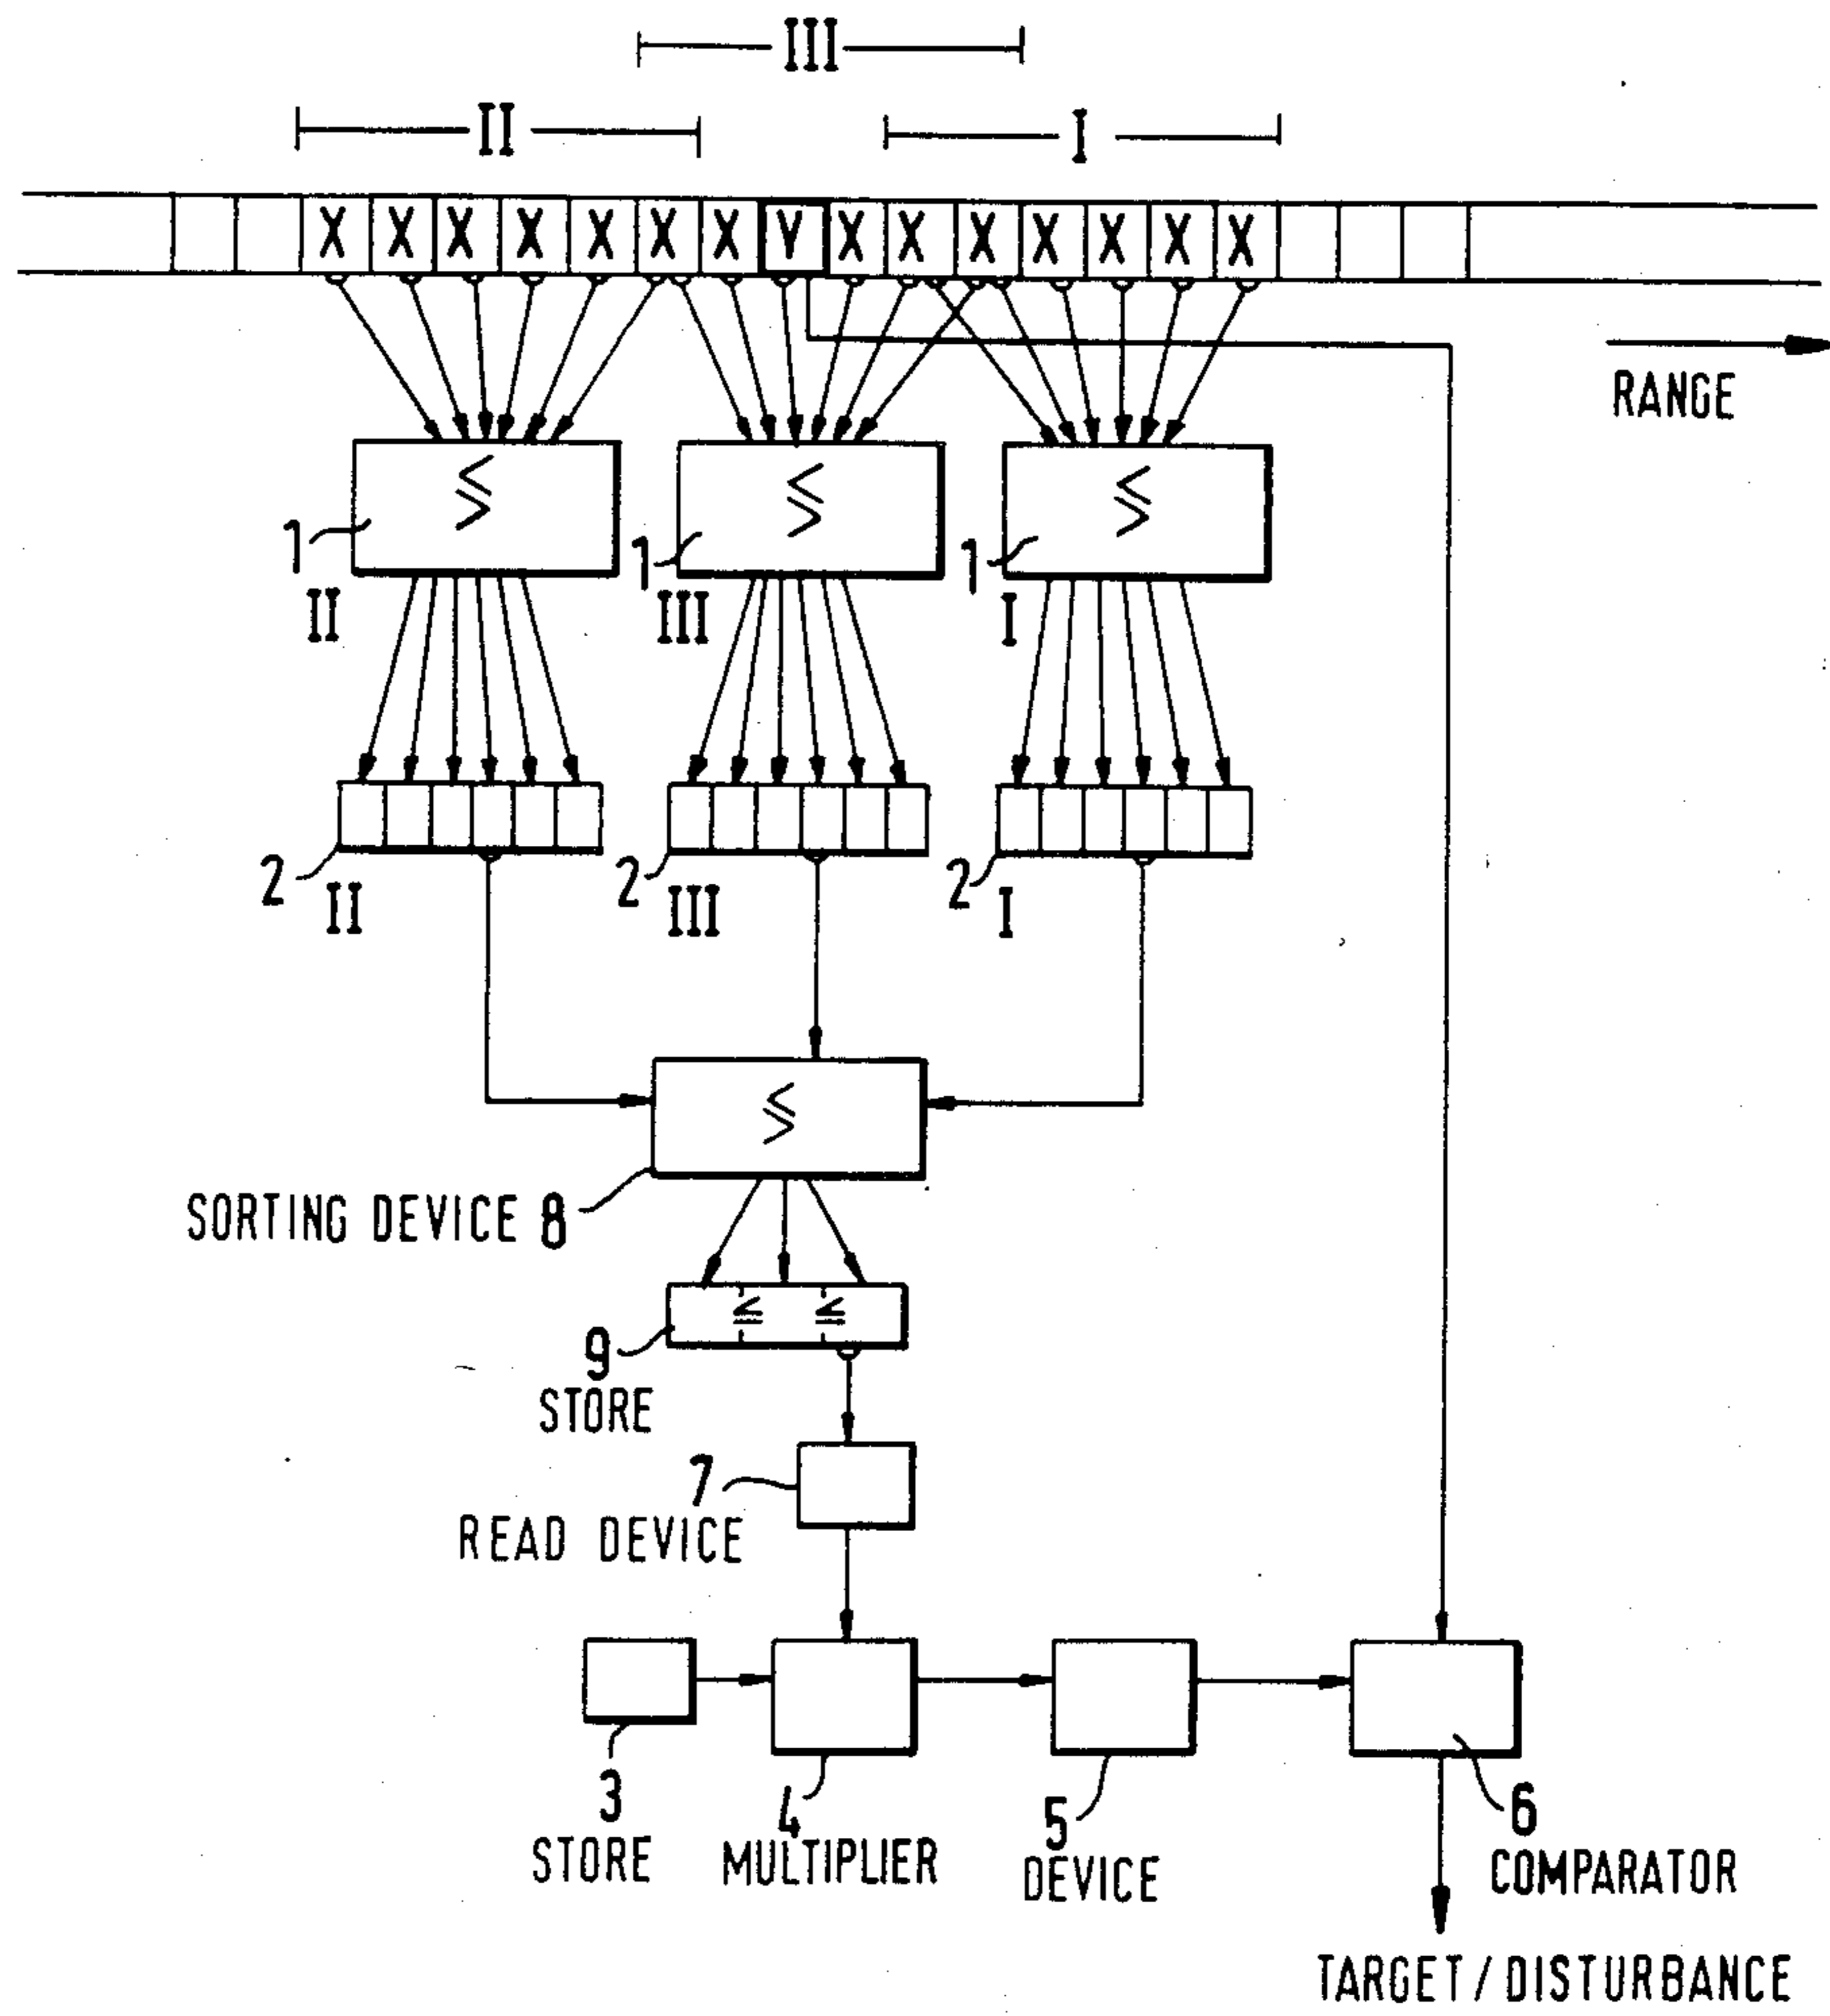 III
II I
X X X X X X X V X X X X X X X
RANGE
≶ ≶ ≶
1 1 1
II III I
2 2 2
II III I
≶
SORTING DEVICE 8
≤ ≤
9
STORE
7
READ DEVICE
3 4 5 6
STORE MULTIPLIER DEVICE COMPARATOR
TARGET/DISTURBANCE